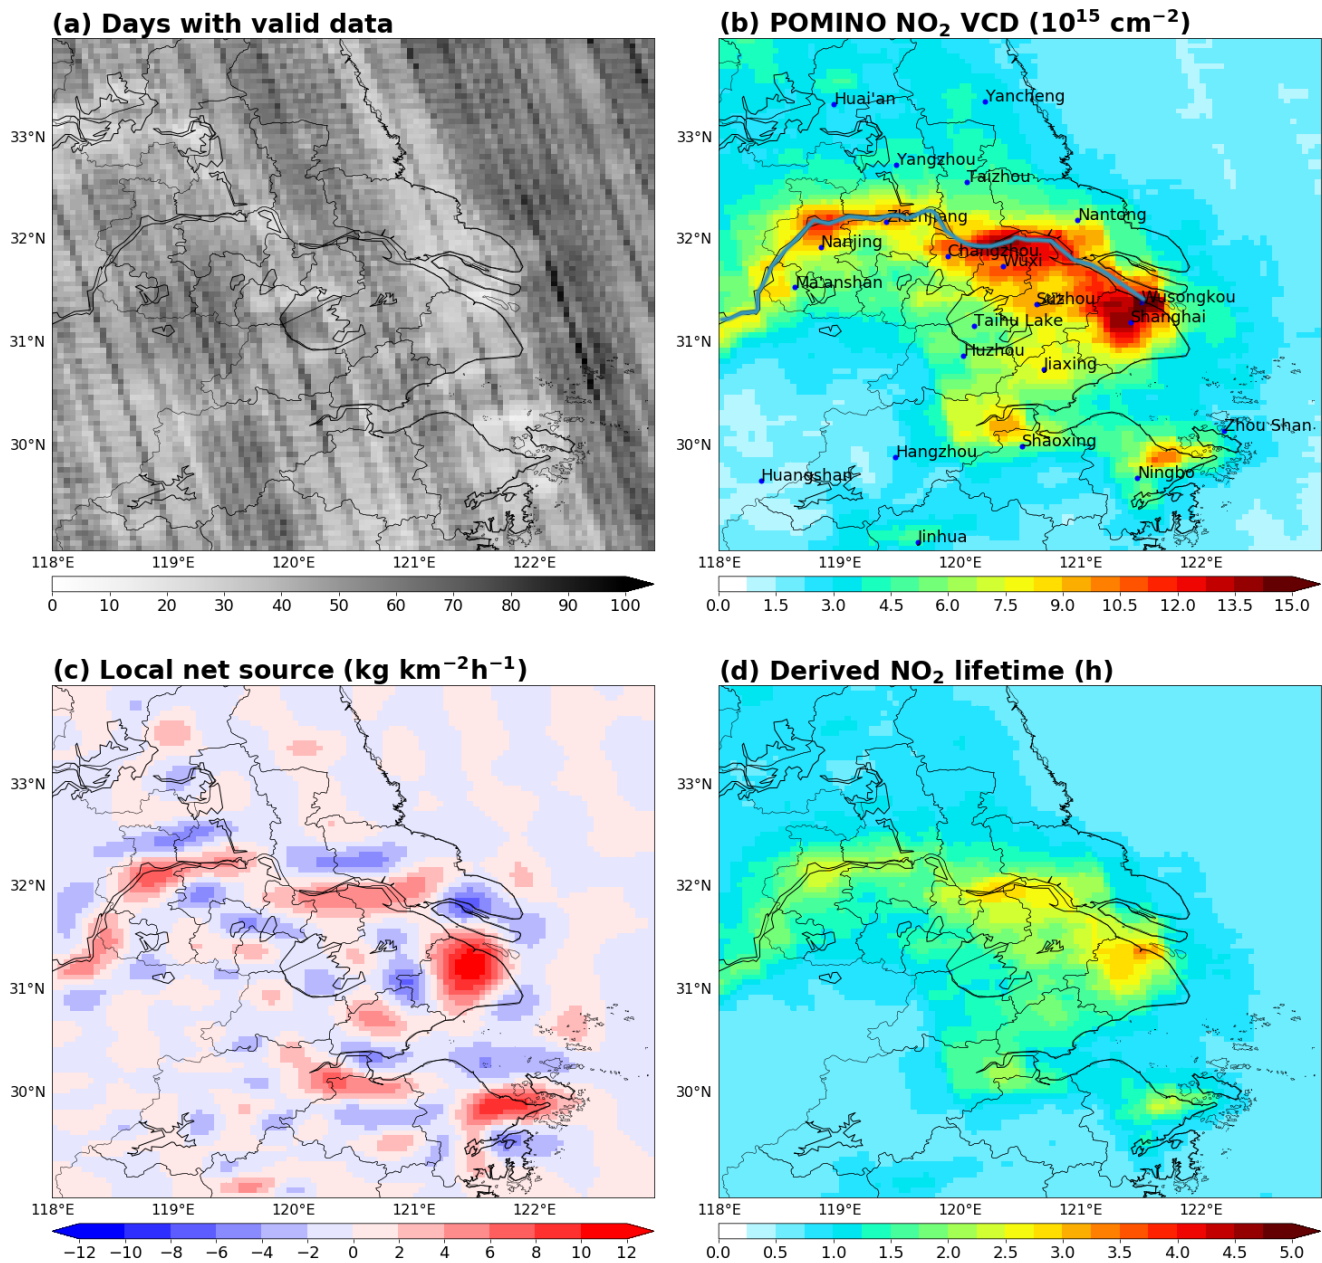 (a) Days with valid data
(b) POMINO NO₂ VCD (10¹⁵ cm⁻²)
33°N
32°N
31°N
30°N
118°E
119°E
120°E
121°E
122°E
0 10 20 30 40 50 60 70 80 90 100
33°N
32°N
31°N
30°N
Huai'an
Yancheng
Yangzhou
Taizhou
Zhenjiang
Nantong
Nanjing
Changzhou
Wuxi
Ma'anshan
Suzhou
Wusongkou
Taihu Lake
Shanghai
Huzhou
Jiaxing
Zhou Shan
Hangzhou
Shaoxing
Huangshan
Ningbo
Jinhua
118°E
119°E
120°E
121°E
122°E
0.0 1.5 3.0 4.5 6.0 7.5 9.0 10.5 12.0 13.5 15.0
(c) Local net source (kg km⁻²h⁻¹)
(d) Derived NO₂ lifetime (h)
33°N
32°N
31°N
30°N
118°E
119°E
120°E
121°E
122°E
−12 −10 −8 −6 −4 −2 0 2 4 6 8 10 12
33°N
32°N
31°N
30°N
118°E
119°E
120°E
121°E
122°E
0.0 0.5 1.0 1.5 2.0 2.5 3.0 3.5 4.0 4.5 5.0